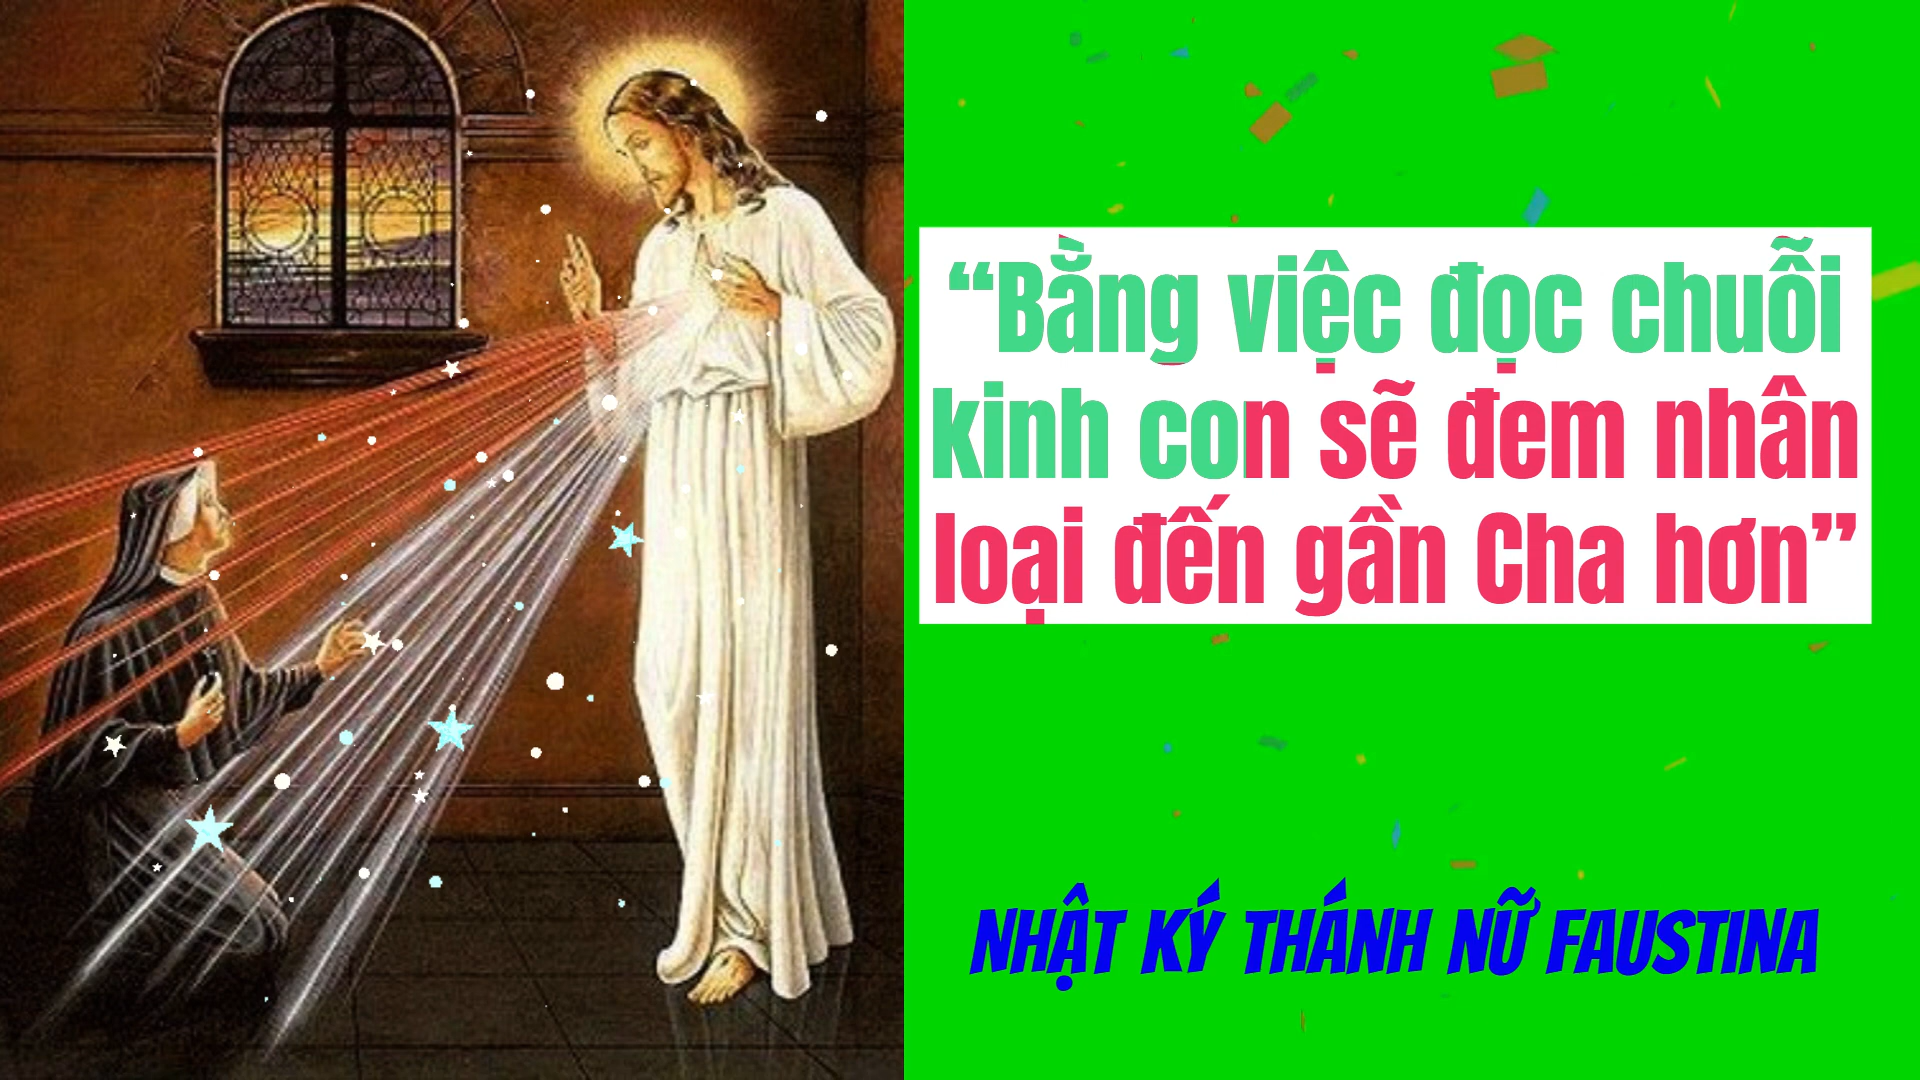 “Bằng việc đọc chuỗi
kinh con sẽ đem nhân
loại đến gần Cha hơn”
NHẬT KÝ THÁNH NỮ FAUSTINA